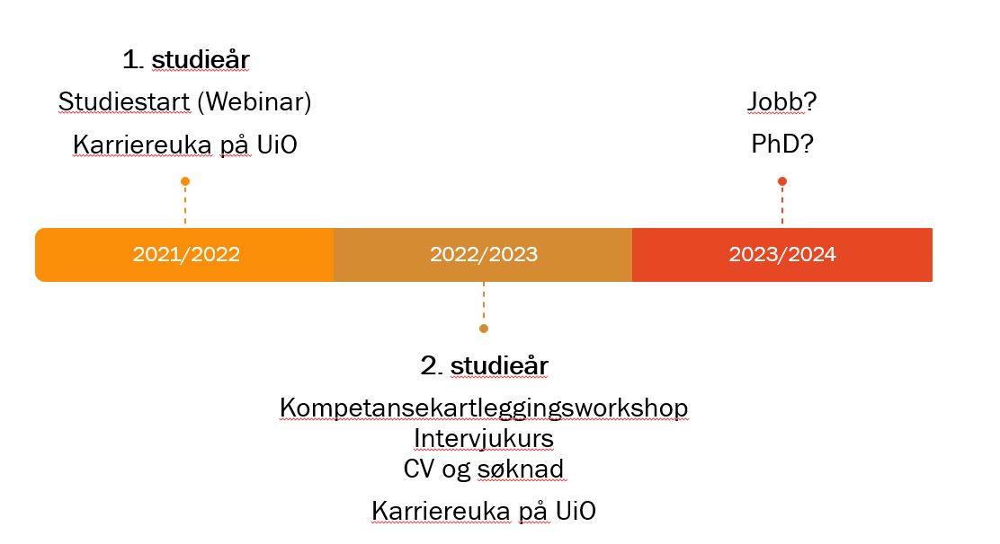 1. studieår
Studiestart (Webinar)
Karriereuka på UiO
Jobb?
PhD?
2021/2022
2022/2023
2023/2024
2. studieår
Kompetansekartleggingsworkshop
Intervjukurs
CV og søknad
Karriereuka på UiO